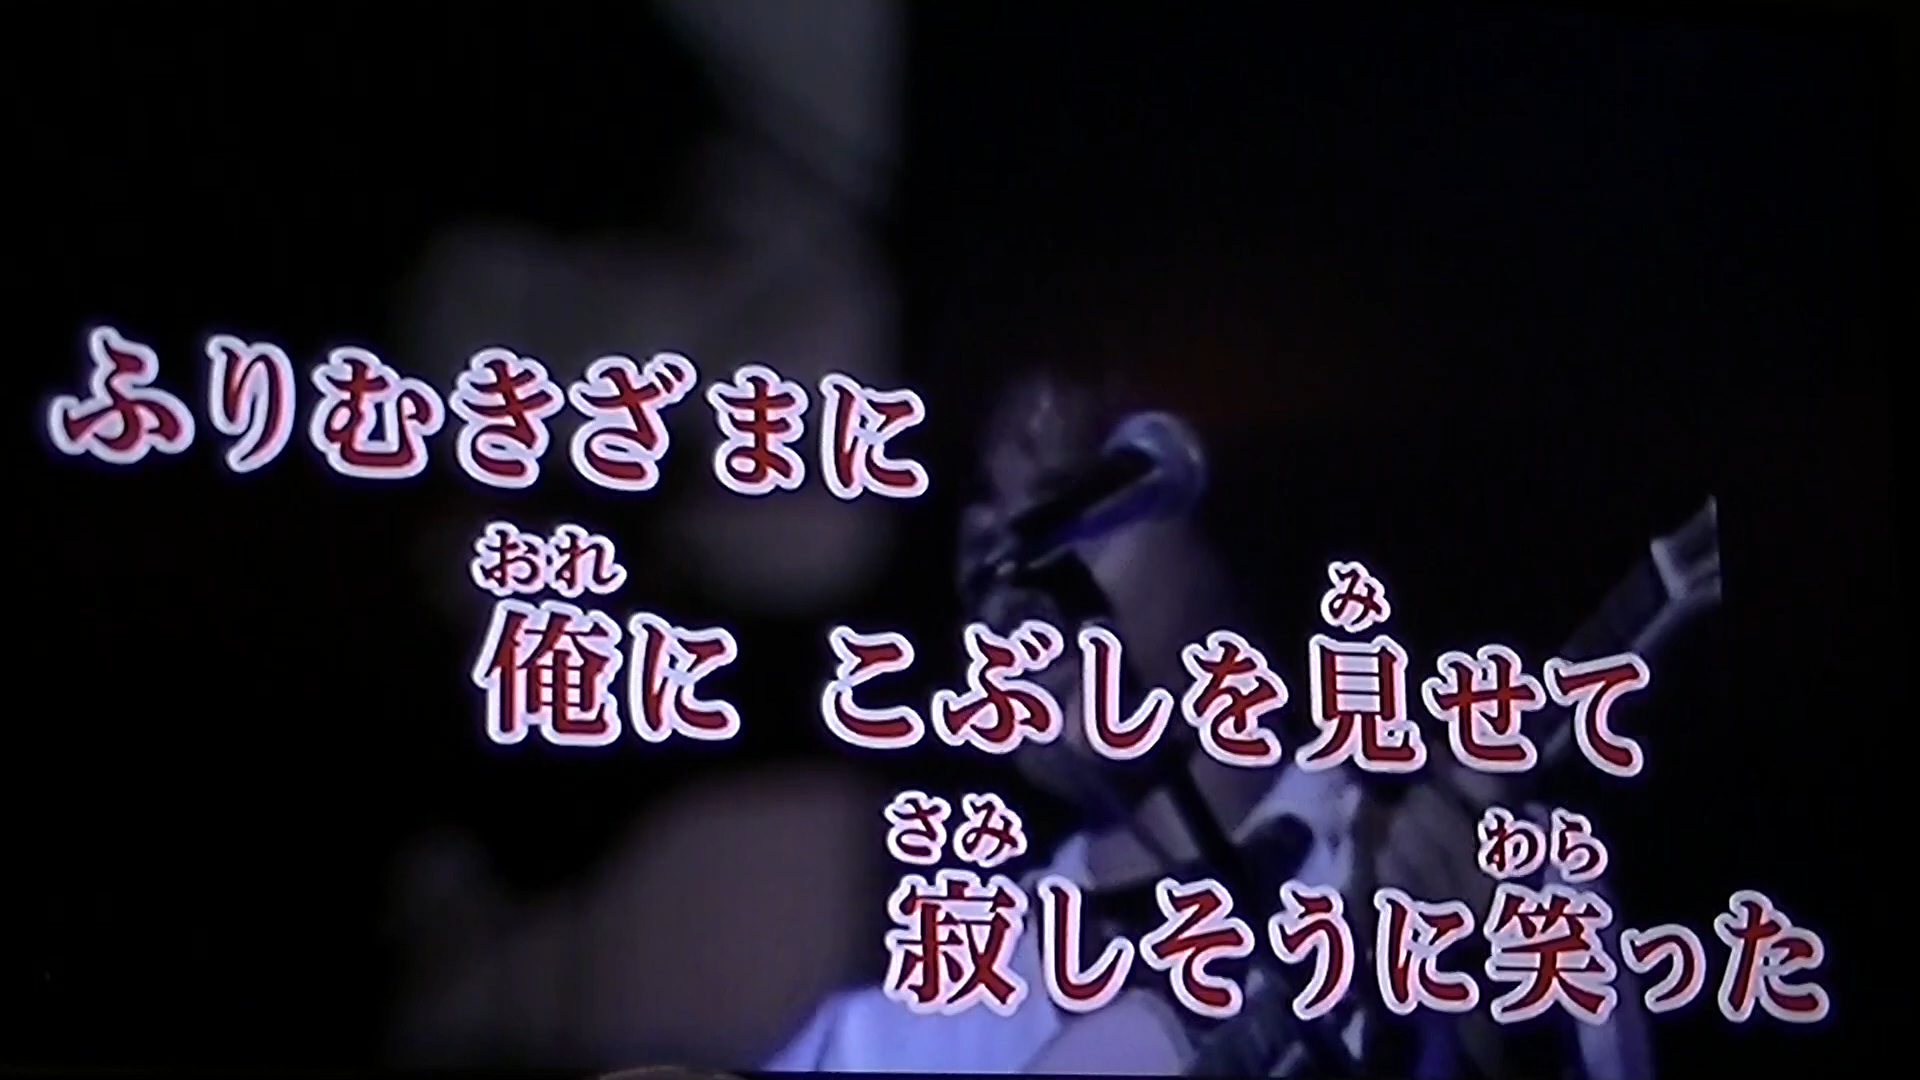 ふりむきざまに
おれ
俺に こぶしを見せて
み
さみ わら
寂しそうに笑った